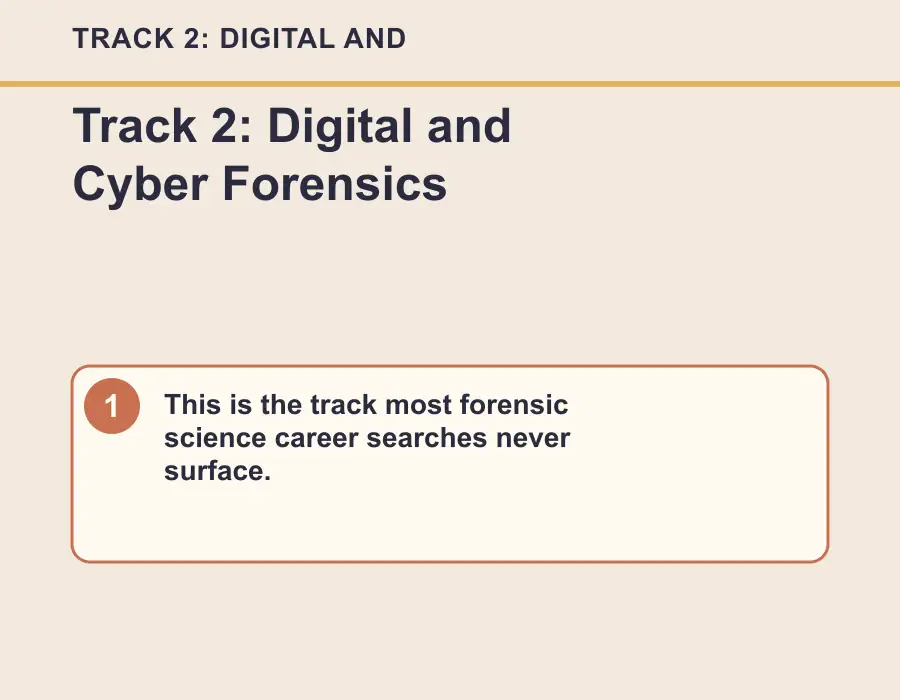 TRACK 2: DIGITAL AND
Track 2: Digital and
Cyber Forensics
1
This is the track most forensic
science career searches never
surface.